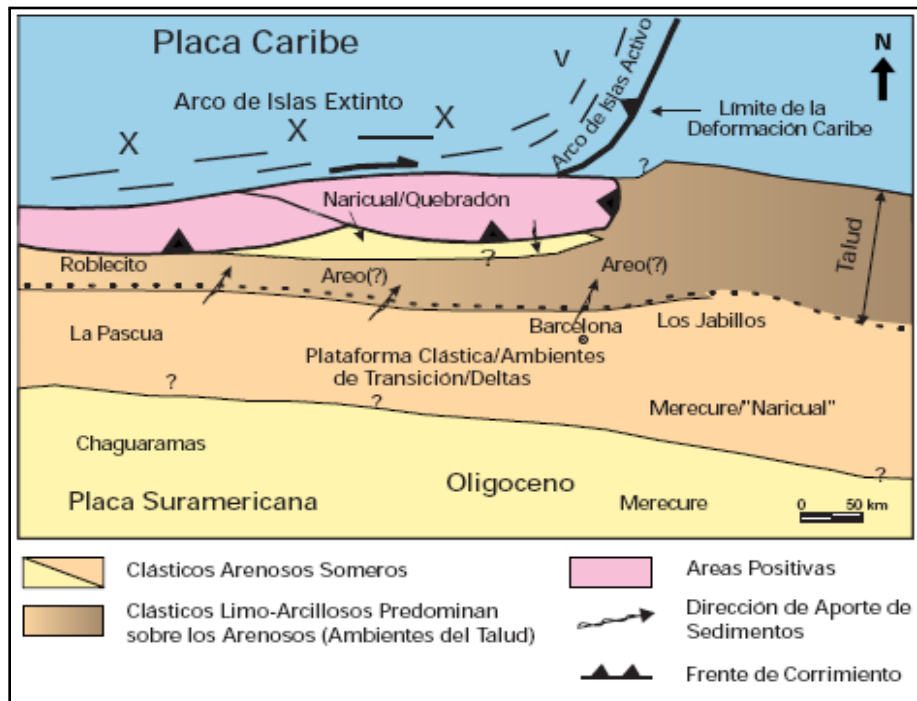 Placa Caribe
N
V
Arco de Islas Activo
Arco de Islas Extinto
Límite de la
Deformación Caribe
X
X
X
?
Naricual/Quebradón
Talud
Roblecito
?
Areo(?)
Areo(?)
La Pascua
Barcelona
Los Jabillos
Plataforma Clástica/Ambientes
de Transición/Deltas
?
?
Merecure/"Naricual"
Chaguaramas
?
Oligoceno
Placa Suramericana
Merecure
0 50 km
Clásticos Arenosos Someros
Areas Positivas
Clásticos Limo-Arcillosos Predominan
sobre los Arenosos (Ambientes del Talud)
Dirección de Aporte de
Sedimentos
Frente de Corrimiento